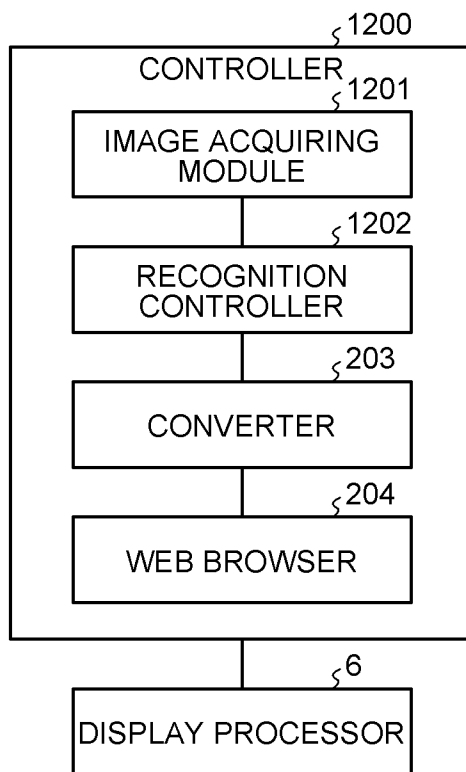 1200
CONTROLLER
1201
IMAGE ACQUIRING
MODULE
1202
RECOGNITION
CONTROLLER
203
CONVERTER
204
WEB BROWSER
6
DISPLAY PROCESSOR